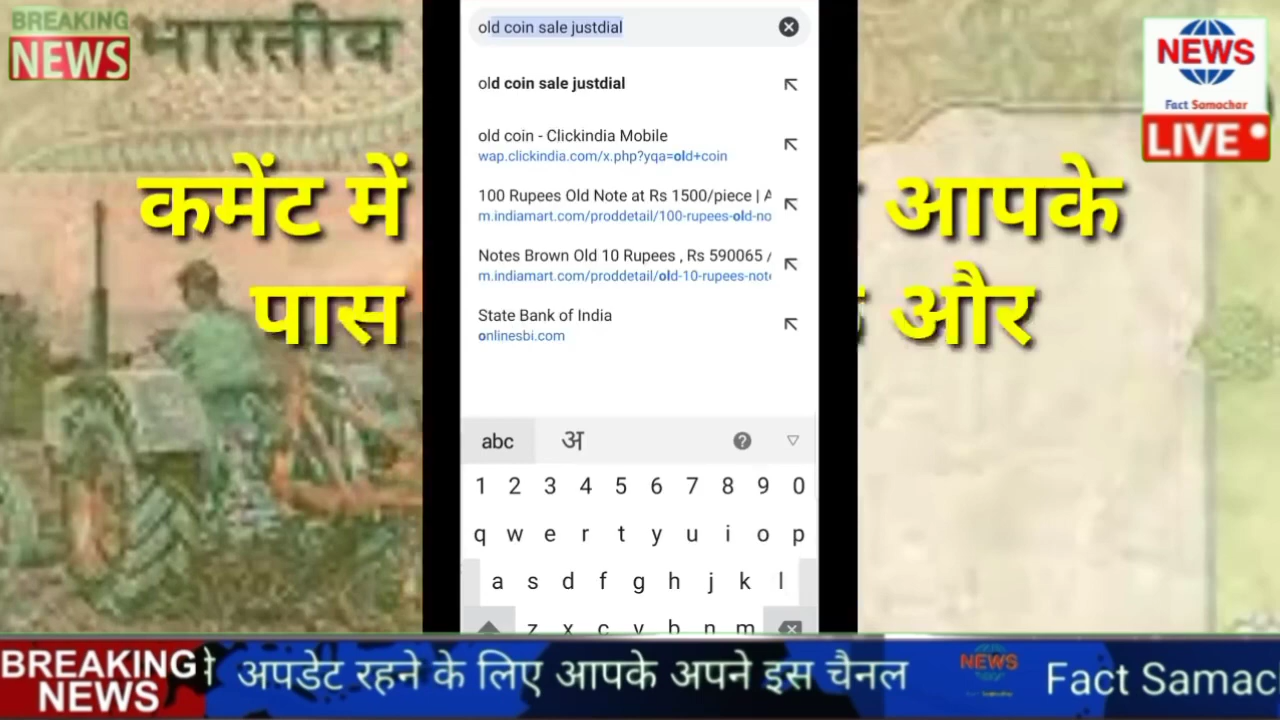 BREAKING
NEWS
भारतीय
NEWS
Fact Samachar
LIVE
कमेंट में
आपके
पास
और
old coin sale justdial
old coin sale justdial
old coin - Clickindia Mobile
wap.clickindia.com/x.php?yqa=old+coin
100 Rupees Old Note at Rs 1500/piece | A
m.indiamart.com/proddetail/100-rupees-old-no
Notes Brown Old 10 Rupees , Rs 590065 /
m.indiamart.com/proddetail/old-10-rupees-note
State Bank of India
onlinesbi.com
abc अ
1 2 3 4 5 6 7 8 9 0
q w e r t y u i o p
a s d f g h j k l
z x c v b n m
BREAKING
NEWS
अपडेट रहने के लिए आपके अपने इस चैनल
NEWS
Fact Samac